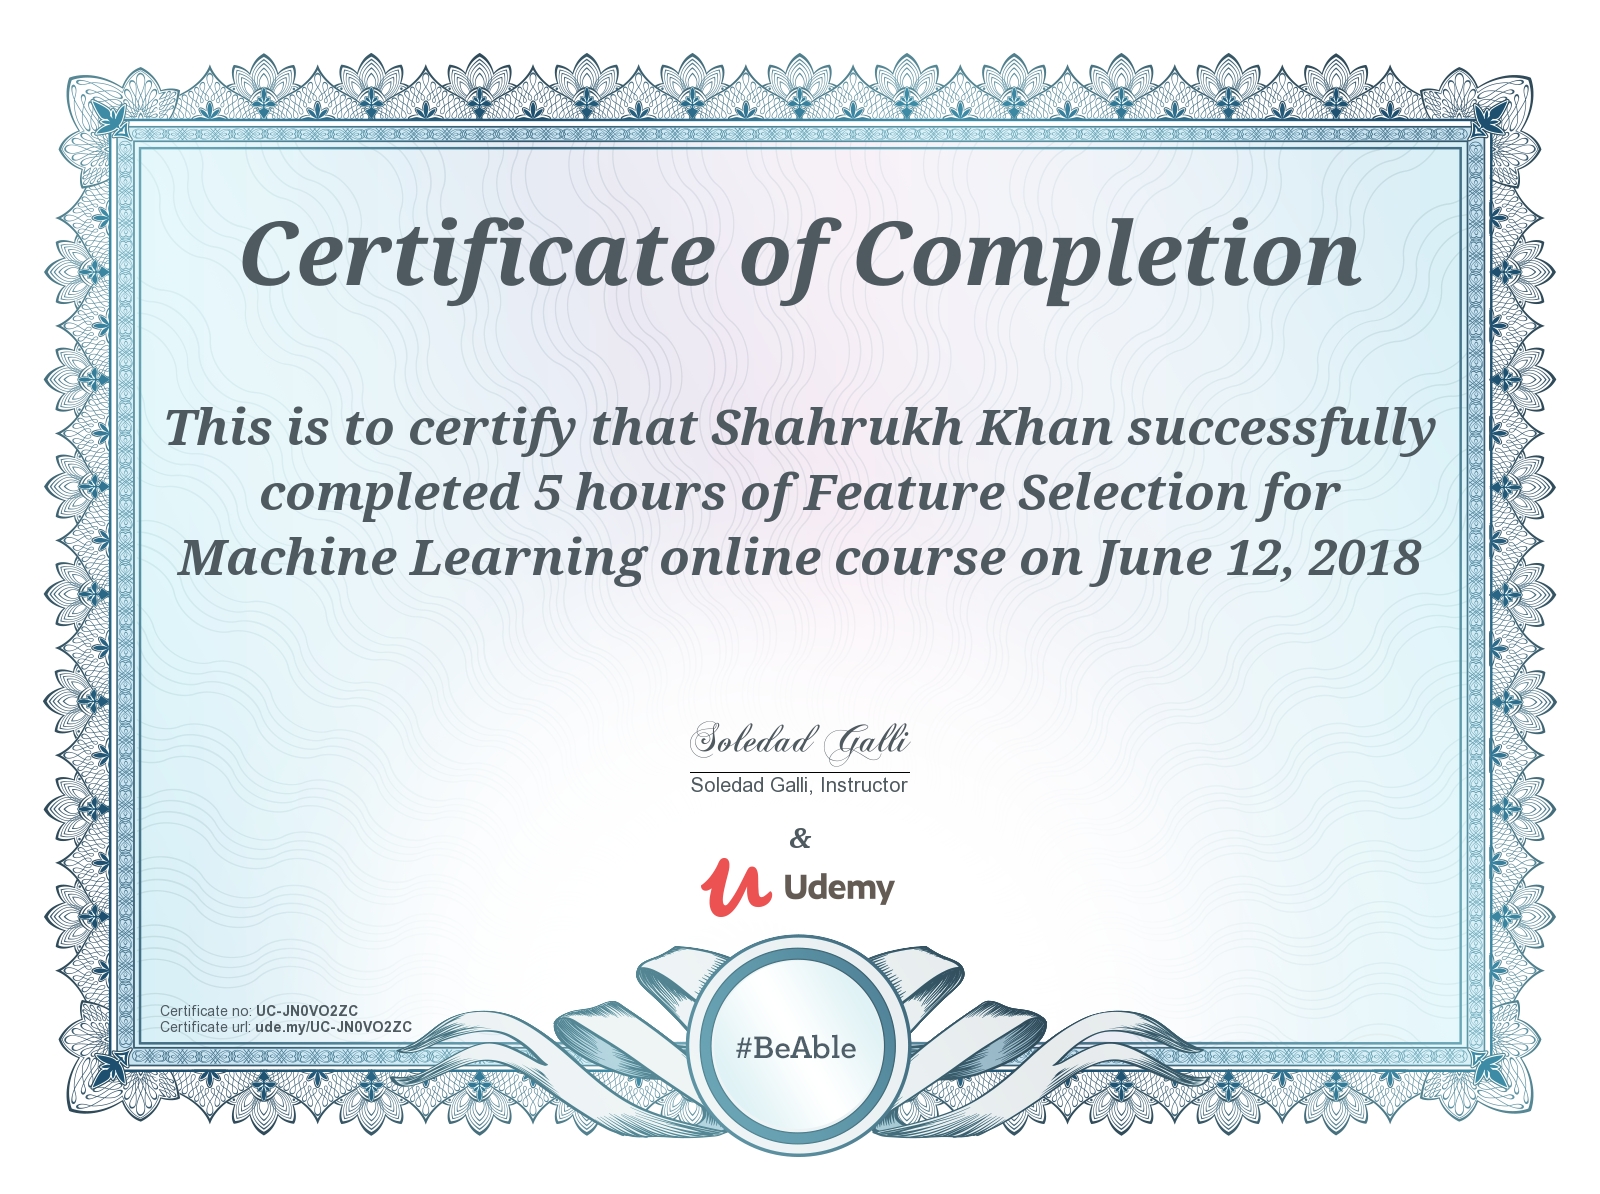 Certificate of Completion
This is to certify that Shahrukh Khan successfully
completed 5 hours of Feature Selection for
Machine Learning online course on June 12, 2018
Soledad Galli
Soledad Galli, Instructor
&
Udemy
Certificate no: UC-JN0VO2ZC
Certificate url: ude.my/UC-JN0VO2ZC
#BeAble